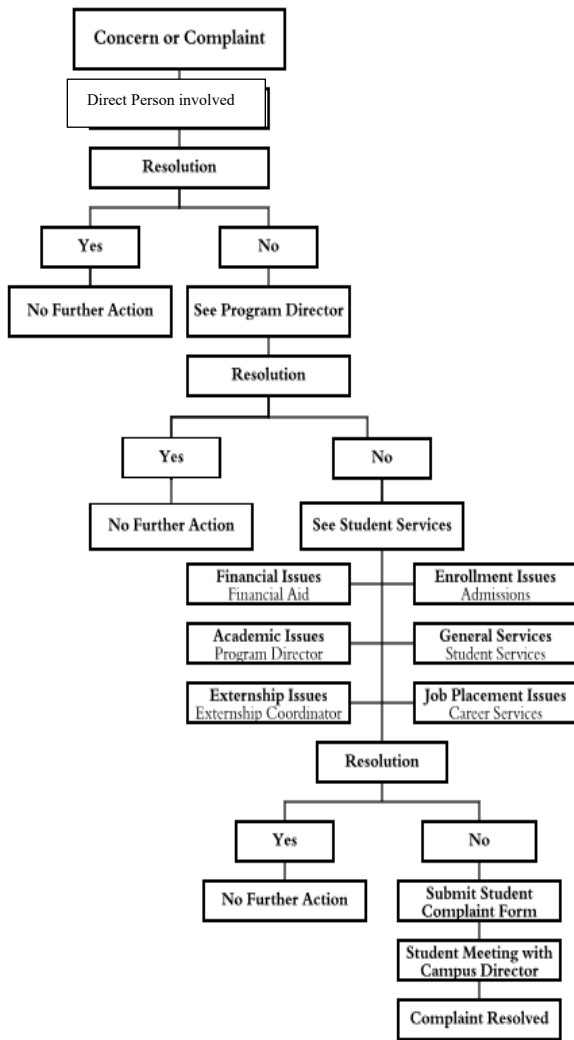 Concern or Complaint
Direct Person involved
Resolution
Yes
No
No Further Action
See Program Director
Resolution
Yes
No
No Further Action
See Student Services
Financial Issues
Financial Aid
Enrollment Issues
Admissions
Academic Issues
Program Director
General Services
Student Services
Externship Issues
Externship Coordinator
Job Placement Issues
Career Services
Resolution
Yes
No
No Further Action
Submit Student
Complaint Form
Student Meeting with
Campus Director
Complaint Resolved